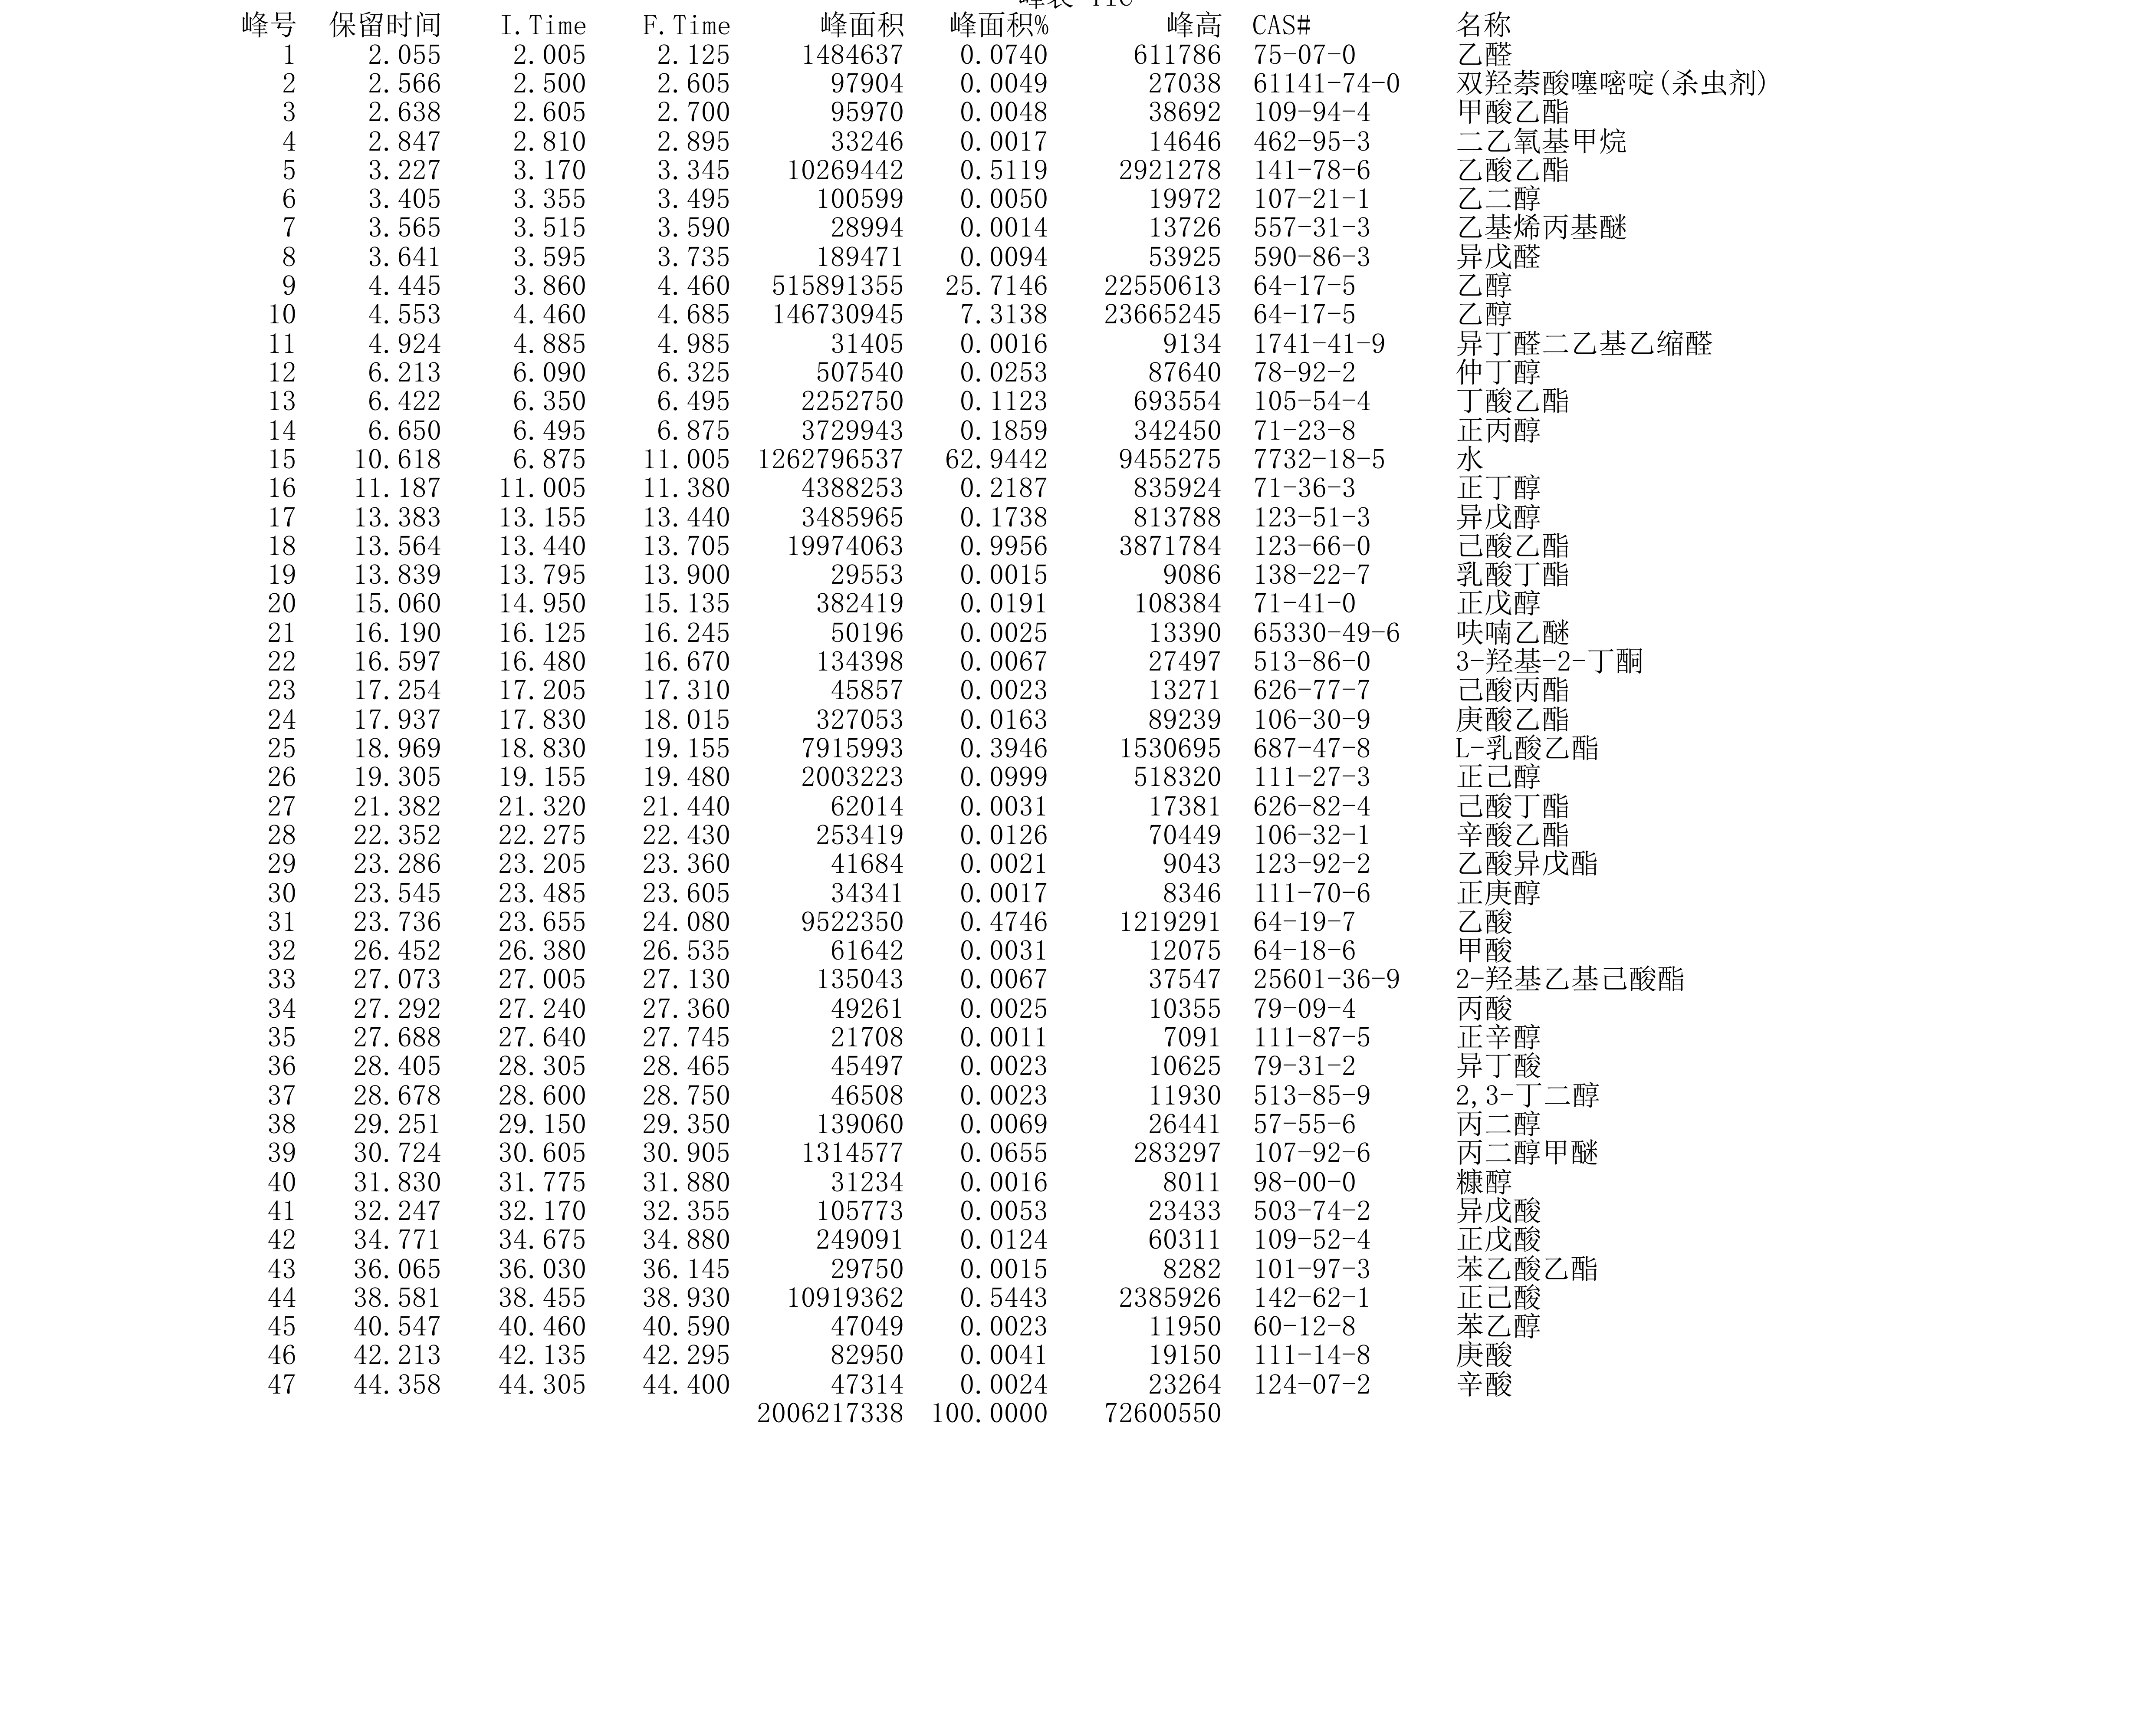 峰号 保留时间 I.Time F.Time 峰面积 峰面积% 峰高 CAS# 名称
1 2.055 2.005 2.125 1484637 0.0740 611786 75-07-0 乙醛
2 2.566 2.500 2.605 97904 0.0049 27038 61141-74-0 双羟萘酸噻嘧啶(杀虫剂)
3 2.638 2.605 2.700 95970 0.0048 38692 109-94-4 甲酸乙酯
4 2.847 2.810 2.895 33246 0.0017 14646 462-95-3 二乙氧基甲烷
5 3.227 3.170 3.345 10269442 0.5119 2921278 141-78-6 乙酸乙酯
6 3.405 3.355 3.495 100599 0.0050 19972 107-21-1 乙二醇
7 3.565 3.515 3.590 28994 0.0014 13726 557-31-3 乙基烯丙基醚
8 3.641 3.595 3.735 189471 0.0094 53925 590-86-3 异戊醛
9 4.445 3.860 4.460 515891355 25.7146 22550613 64-17-5 乙醇
10 4.553 4.460 4.685 146730945 7.3138 23665245 64-17-5 乙醇
11 4.924 4.885 4.985 31405 0.0016 9134 1741-41-9 异丁醛二乙基乙缩醛
12 6.213 6.090 6.325 507540 0.0253 87640 78-92-2 仲丁醇
13 6.422 6.350 6.495 2252750 0.1123 693554 105-54-4 丁酸乙酯
14 6.650 6.495 6.875 3729943 0.1859 342450 71-23-8 正丙醇
15 10.618 6.875 11.005 1262796537 62.9442 9455275 7732-18-5 水
16 11.187 11.005 11.380 4388253 0.2187 835924 71-36-3 正丁醇
17 13.383 13.155 13.440 3485965 0.1738 813788 123-51-3 异戊醇
18 13.564 13.440 13.705 19974063 0.9956 3871784 123-66-0 己酸乙酯
19 13.839 13.795 13.900 29553 0.0015 9086 138-22-7 乳酸丁酯
20 15.060 14.950 15.135 382419 0.0191 108384 71-41-0 正戊醇
21 16.190 16.125 16.245 50196 0.0025 13390 65330-49-6 呋喃乙醚
22 16.597 16.480 16.670 134398 0.0067 27497 513-86-0 3-羟基-2-丁酮
23 17.254 17.205 17.310 45857 0.0023 13271 626-77-7 己酸丙酯
24 17.937 17.830 18.015 327053 0.0163 89239 106-30-9 庚酸乙酯
25 18.969 18.830 19.155 7915993 0.3946 1530695 687-47-8 L-乳酸乙酯
26 19.305 19.155 19.480 2003223 0.0999 518320 111-27-3 正己醇
27 21.382 21.320 21.440 62014 0.0031 17381 626-82-4 己酸丁酯
28 22.352 22.275 22.430 253419 0.0126 70449 106-32-1 辛酸乙酯
29 23.286 23.205 23.360 41684 0.0021 9043 123-92-2 乙酸异戊酯
30 23.545 23.485 23.605 34341 0.0017 8346 111-70-6 正庚醇
31 23.736 23.655 24.080 9522350 0.4746 1219291 64-19-7 乙酸
32 26.452 26.380 26.535 61642 0.0031 12075 64-18-6 甲酸
33 27.073 27.005 27.130 135043 0.0067 37547 25601-36-9 2-羟基乙基己酸酯
34 27.292 27.240 27.360 49261 0.0025 10355 79-09-4 丙酸
35 27.688 27.640 27.745 21708 0.0011 7091 111-87-5 正辛醇
36 28.405 28.305 28.465 45497 0.0023 10625 79-31-2 异丁酸
37 28.678 28.600 28.750 46508 0.0023 11930 513-85-9 2,3-丁二醇
38 29.251 29.150 29.350 139060 0.0069 26441 57-55-6 丙二醇
39 30.724 30.605 30.905 1314577 0.0655 283297 107-92-6 丙二醇甲醚
40 31.830 31.775 31.880 31234 0.0016 8011 98-00-0 糠醇
41 32.247 32.170 32.355 105773 0.0053 23433 503-74-2 异戊酸
42 34.771 34.675 34.880 249091 0.0124 60311 109-52-4 正戊酸
43 36.065 36.030 36.145 29750 0.0015 8282 101-97-3 苯乙酸乙酯
44 38.581 38.455 38.930 10919362 0.5443 2385926 142-62-1 正己酸
45 40.547 40.460 40.590 47049 0.0023 11950 60-12-8 苯乙醇
46 42.213 42.135 42.295 82950 0.0041 19150 111-14-8 庚酸
47 44.358 44.305 44.400 47314 0.0024 23264 124-07-2 辛酸
2006217338 100.0000 72600550